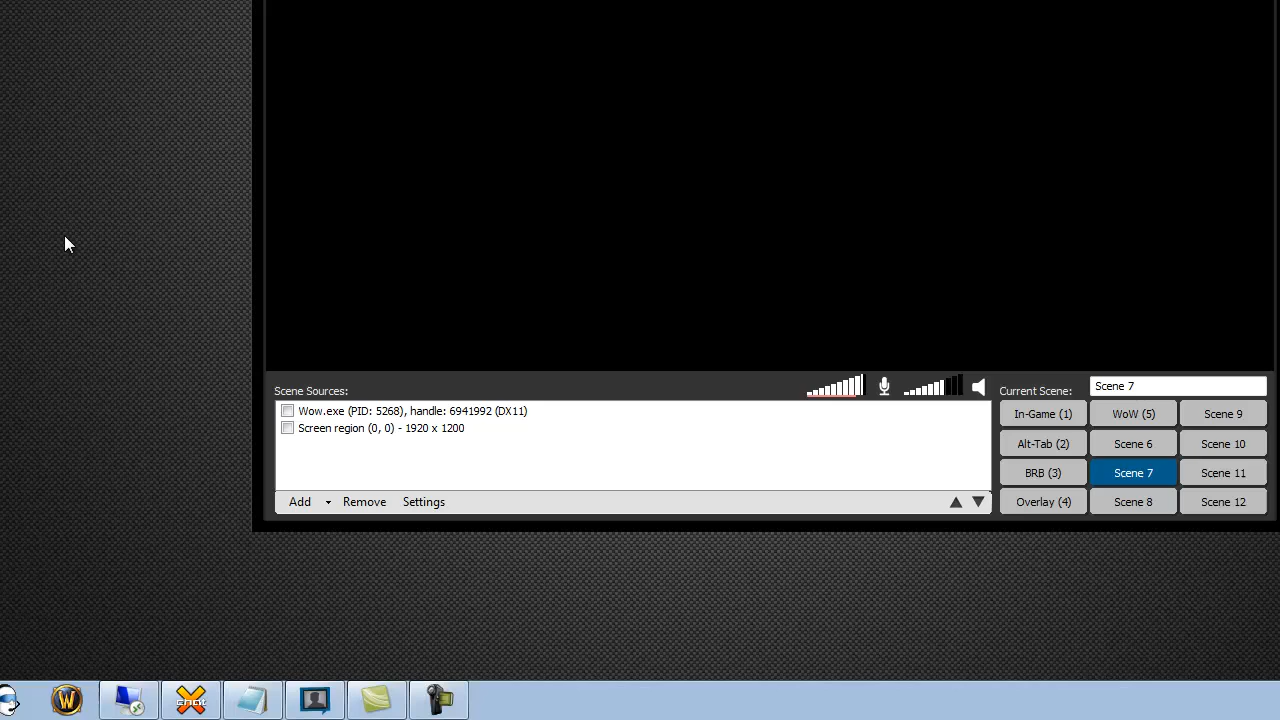 Scene Sources:
Current Scene:
Scene 7
Wow.exe (PID: 5268), handle: 6941992 (DX11)
Screen region (0, 0) - 1920 x 1200
In-Game (1)
WoW (5)
Scene 9
Alt-Tab (2)
Scene 6
Scene 10
BRB (3)
Scene 7
Scene 11
Overlay (4)
Scene 8
Scene 12
Add
Remove
Settings
W
chat